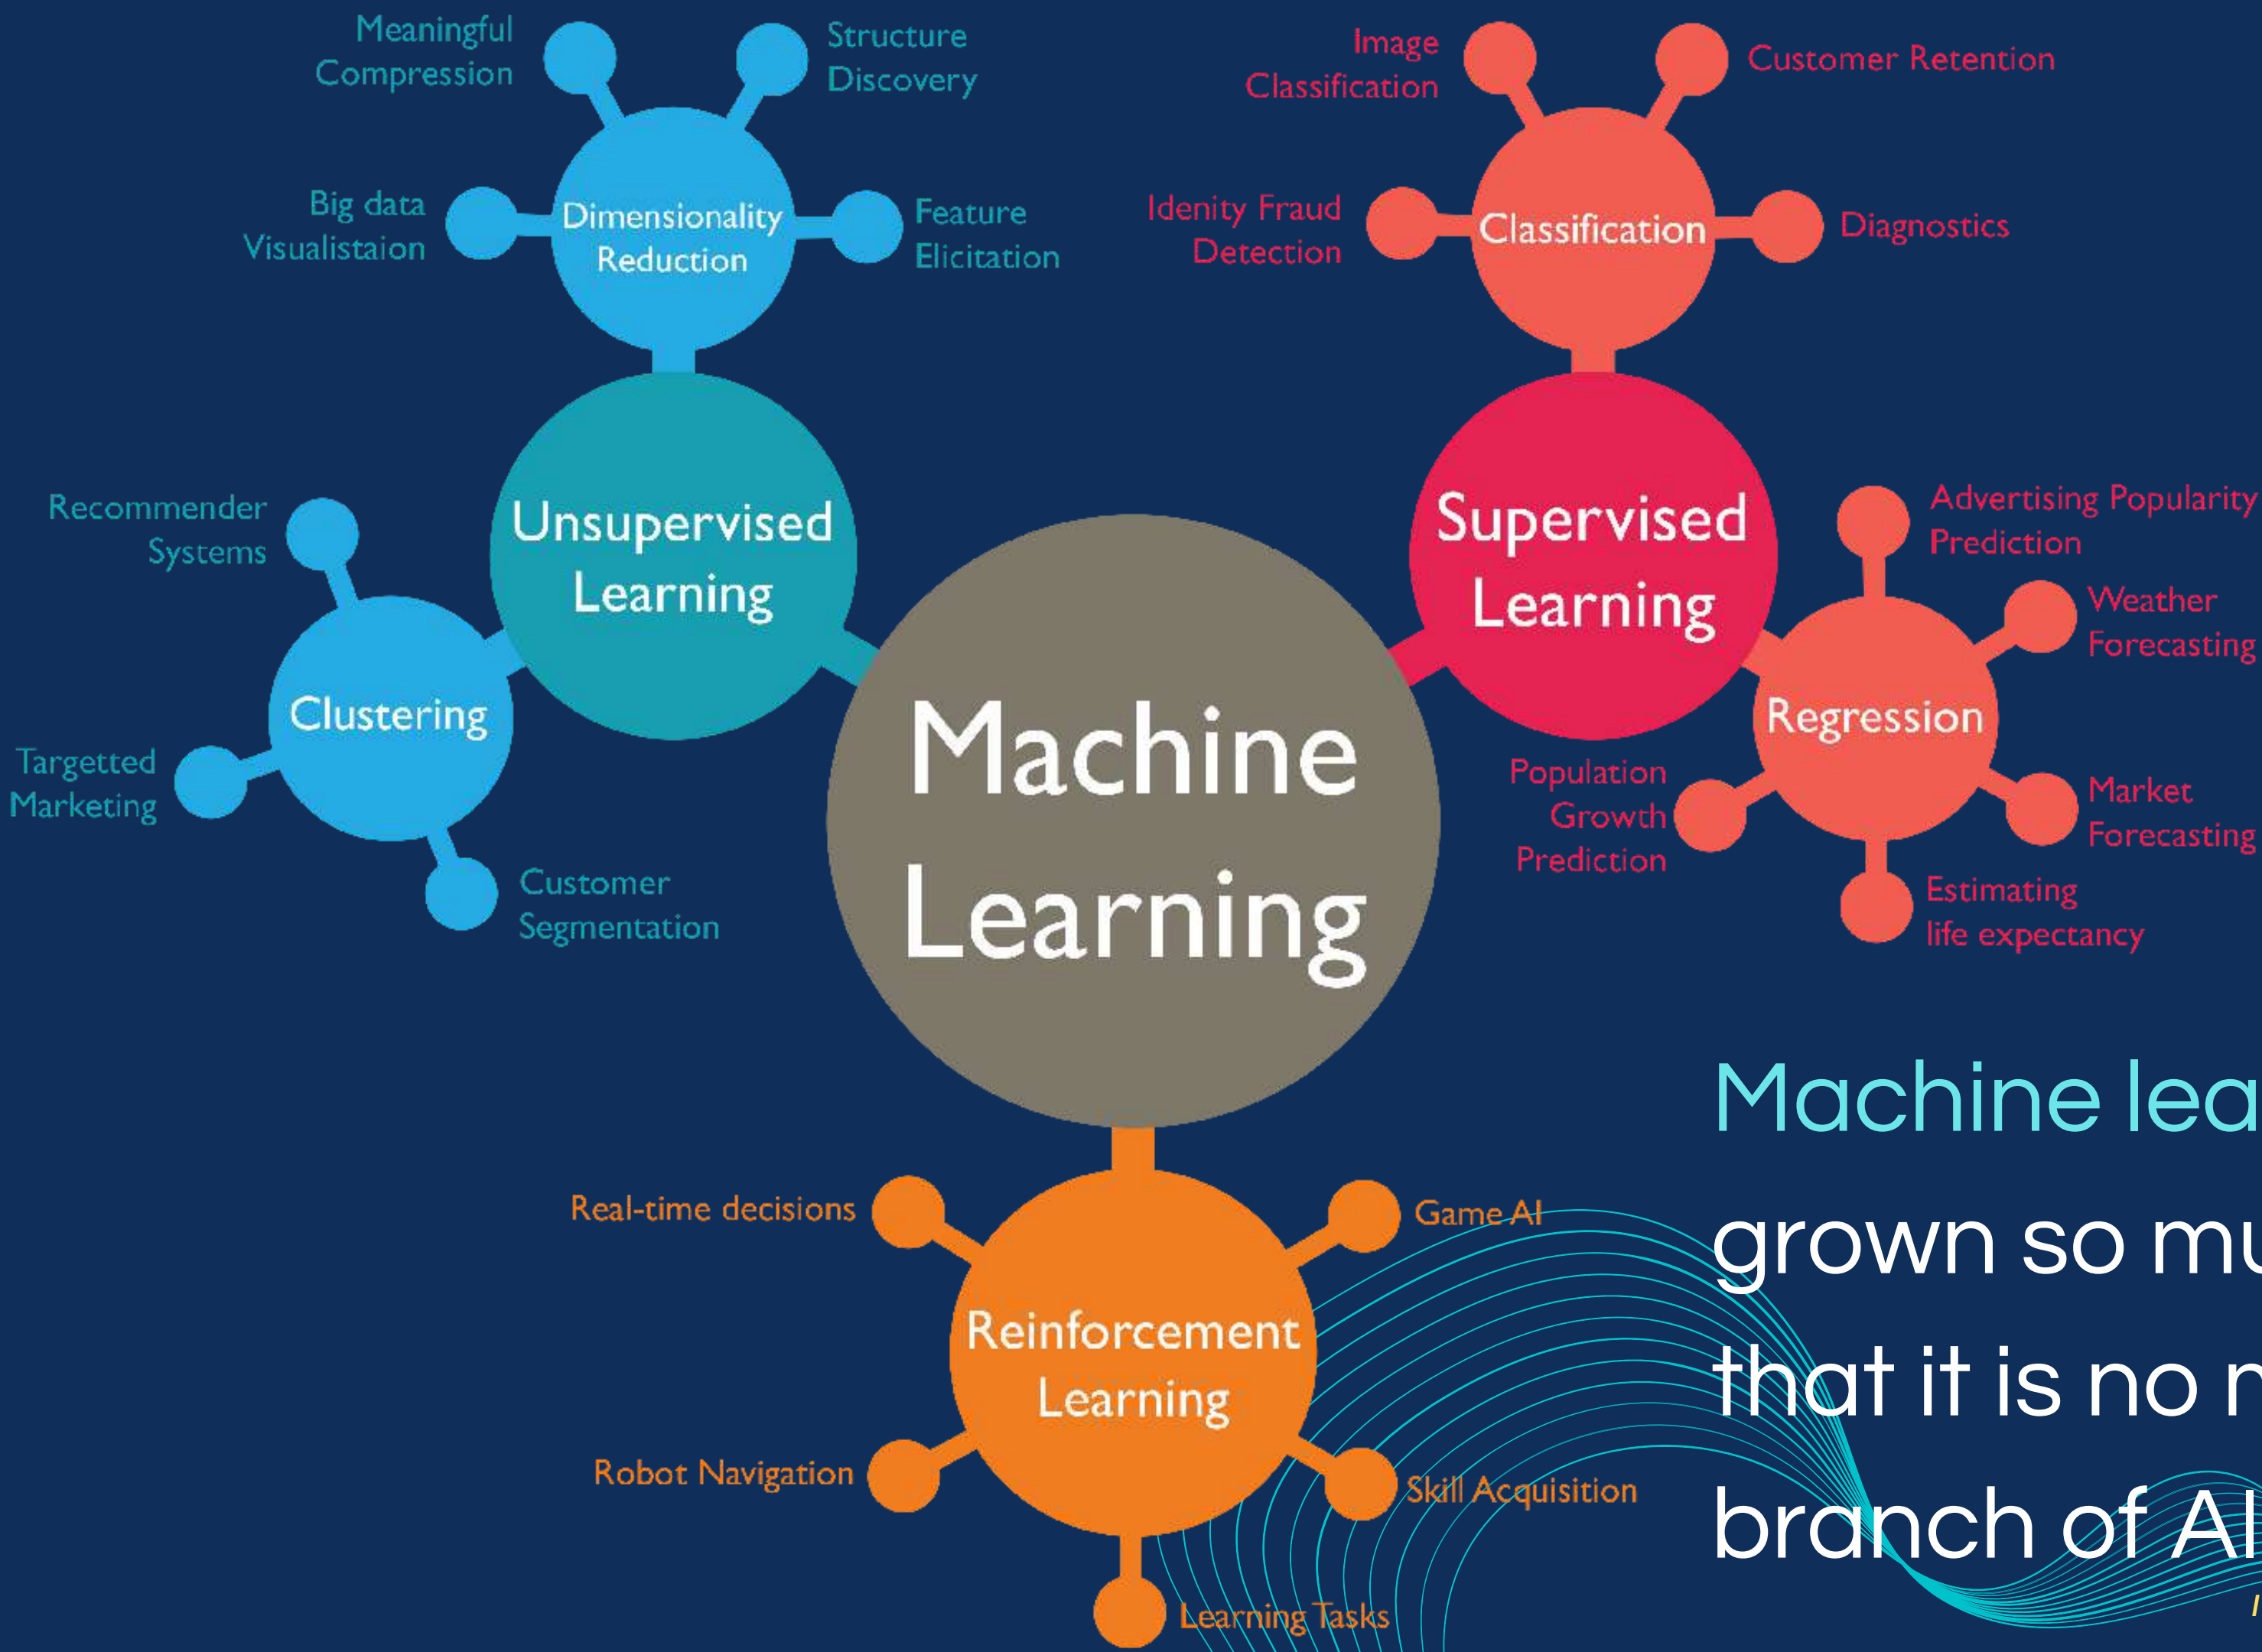 Meaningful
Compression
Structure
Discovery
Big data
Visualistaion
Dimensionality
Reduction
Feature
Elicitation
Image
Classification
Customer Retention
Idenity Fraud
Detection
Classification
Diagnostics
Recommender
Systems
Unsupervised
Learning
Clustering
Targetted
Marketing
Customer
Segmentation
Supervised
Learning
Advertising Popularity
Prediction
Weather
Forecasting
Regression
Population
Growth
Prediction
Market
Forecasting
Estimating
life expectancy
Machine
Learning
Real-time decisions
Game AI
Reinforcement
Learning
Robot Navigation
Skill Acquisition
Learning Tasks
Machine lea
grown so mu
that it is no
branch of AI